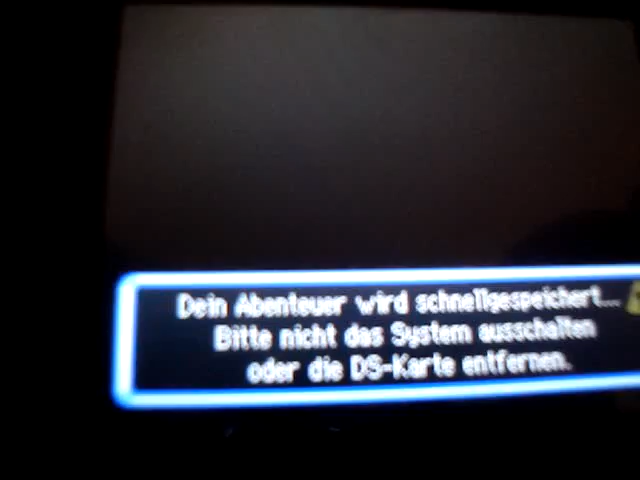 Dein Abenteuer wird schnellgespeichert...
Bitte nicht das System ausschalten
oder die DS-Karte entfernen.